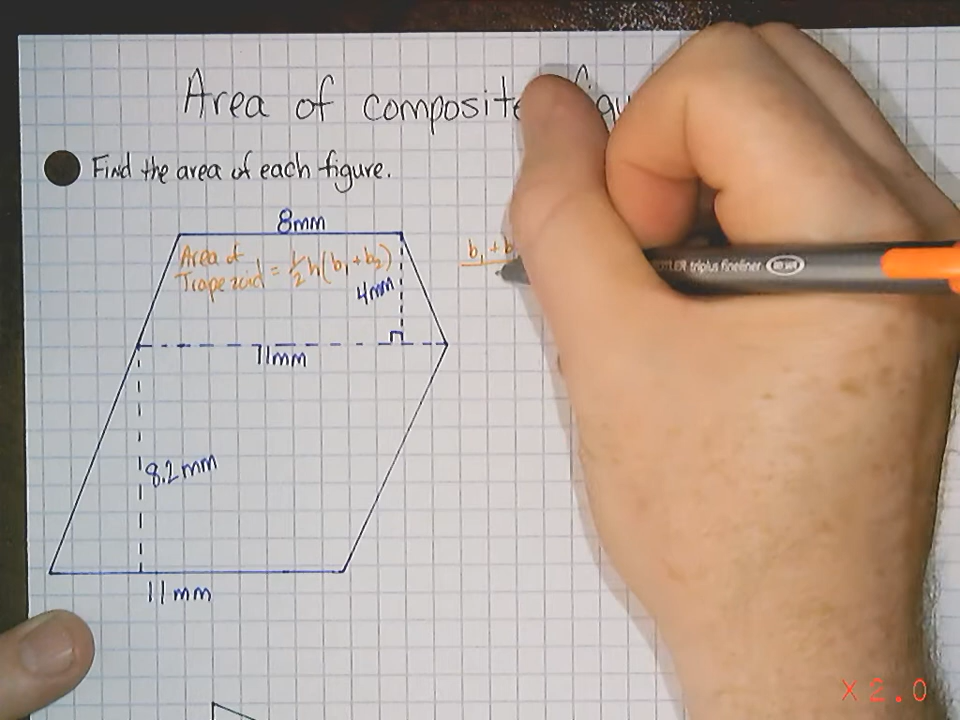 Area of composite
Find the area of each figure.
8mm
Area of
Trapezoid = 1/2 h(b1 + b2)
4mm
b1 + b
11mm
8.2mm
11mm
triplus fineliner
X 2.0